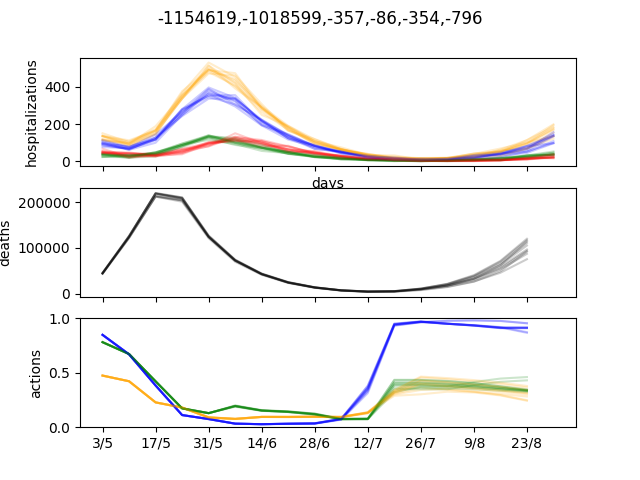 -1154619,-1018599,-357,-86,-354,-796
hospitalizations
400
200
0
days
deaths
200000
100000
0
actions
1.0
0.5
0.0
3/5 17/5 31/5 14/6 28/6 12/7 26/7 9/8 23/8